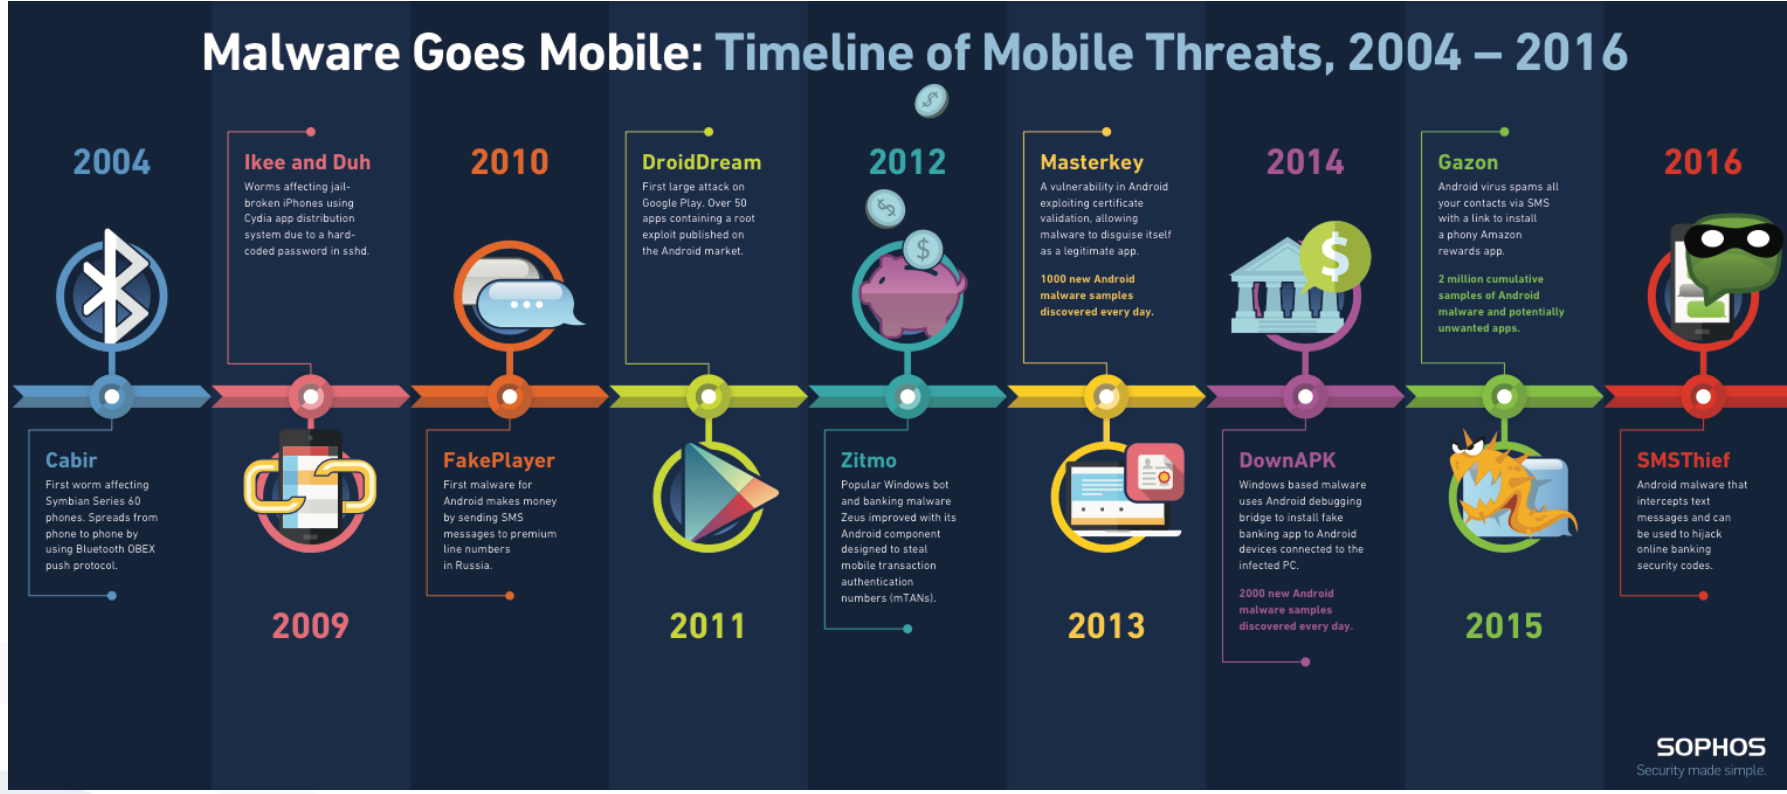 Malware Goes Mobile: Timeline of Mobile Threats, 2004 – 2016
2004
Cabir
First worm affecting
Symbian Series 60
phones. Spreads from
phone to phone by
using Bluetooth OBEX
push protocol.
Ikee and Duh
Worms affecting jail-
broken iPhones using
Cydia app distribution
system due to a hard-
coded password in sshd.
2009
2010
FakePlayer
First malware for
Android makes money
by sending SMS
messages to premium
line numbers
in Russia.
DroidDream
First large attack on
Google Play. Over 50
apps containing a root
exploit published on
the Android market.
2011
2012
Zitmo
Popular Windows bot
and banking malware
Zeus improved with its
Android component
designed to steal
mobile transaction
authentication
numbers (mTANs).
Masterkey
A vulnerability in Android
exploiting certificate
validation, allowing
malware to disguise itself
as a legitimate app.
1000 new Android
malware samples
discovered every day.
2013
2014
DownAPK
Windows based malware
uses Android debugging
bridge to install fake
banking app to Android
devices connected to the
infected PC.
2000 new Android
malware samples
discovered every day.
Gazon
Android virus spams all
your contacts via SMS
with a link to install
a phony Amazon
rewards app.
2 million cumulative
samples of Android
malware and potentially
unwanted apps.
2015
2016
SMSThief
Android malware that
intercepts text
messages and can
be used to hijack
online banking
security codes.
SOPHOS
Security made simple.